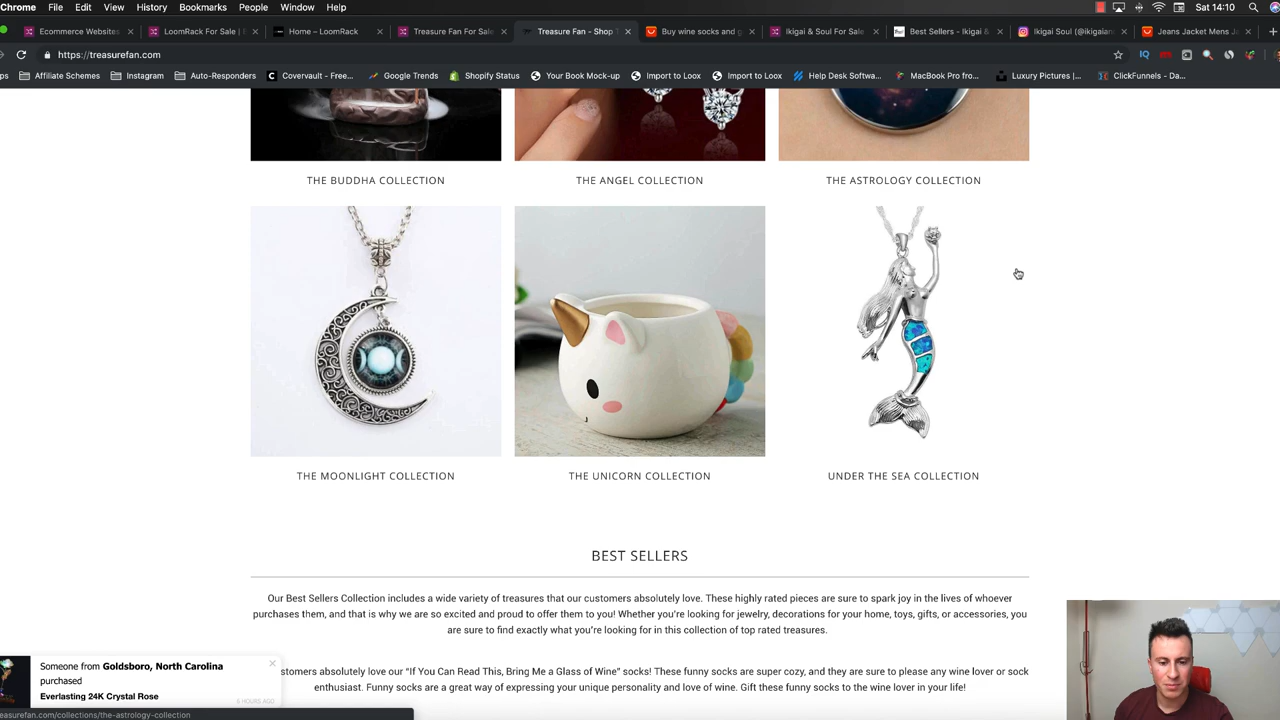 Chrome File Edit View History Bookmarks People Window Help
Sat 14:10
Ecommerce Websites
LoomRack For Sale |
Home – LoomRack
Treasure Fan For Sale
Treasure Fan - Shop T
Buy wine socks and g
Ikigai & Soul For Sale
Best Sellers - Ikigai &
Ikigai Soul (@ikigaian
Jeans Jacket Mens J
https://treasurefan.com
ps
Affiliate Schemes
Instagram
Auto-Responders
Covervault - Free...
Google Trends
Shopify Status
Your Book Mock-up
Import to Loox
Import to Loox
Help Desk Softwa...
MacBook Pro fro...
Luxury Pictures |...
ClickFunnels - Da...
THE BUDDHA COLLECTION
THE ANGEL COLLECTION
THE ASTROLOGY COLLECTION
THE MOONLIGHT COLLECTION
THE UNICORN COLLECTION
UNDER THE SEA COLLECTION
BEST SELLERS
Our Best Sellers Collection includes a wide variety of treasures that our customers absolutely love. These highly rated pieces are sure to spark joy in the lives of whoever
purchases them, and that is why we are so excited and proud to offer them to you! Whether you're looking for jewelry, decorations for your home, toys, gifts, or accessories, you
are sure to find exactly what you're looking for in this collection of top rated treasures.
stomers absolutely love our "If You Can Read This, Bring Me a Glass of Wine" socks! These funny socks are super cozy, and they are sure to please any wine lover or sock
enthusiast. Funny socks are a great way of expressing your unique personality and love of wine. Gift these funny socks to the wine lover in your life!
Someone from Goldsboro, North Carolina
purchased
Everlasting 24K Crystal Rose
6 HOURS AGO
easurefan.com/collections/the-astrology-collection